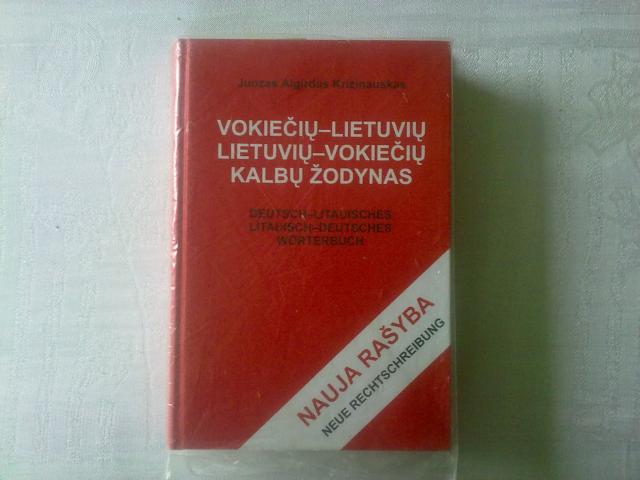 Juozas Algirdas Križinauskas
VOKIEČIŲ–LIETUVIŲ
LIETUVIŲ–VOKIEČIŲ
KALBŲ ŽODYNAS
DEUTSCH–LITAUISCHES
LITAUISCH–DEUTSCHES
WÖRTERBUCH
NAUJA RAŠYBA
NEUE RECHTSCHREIBUNG